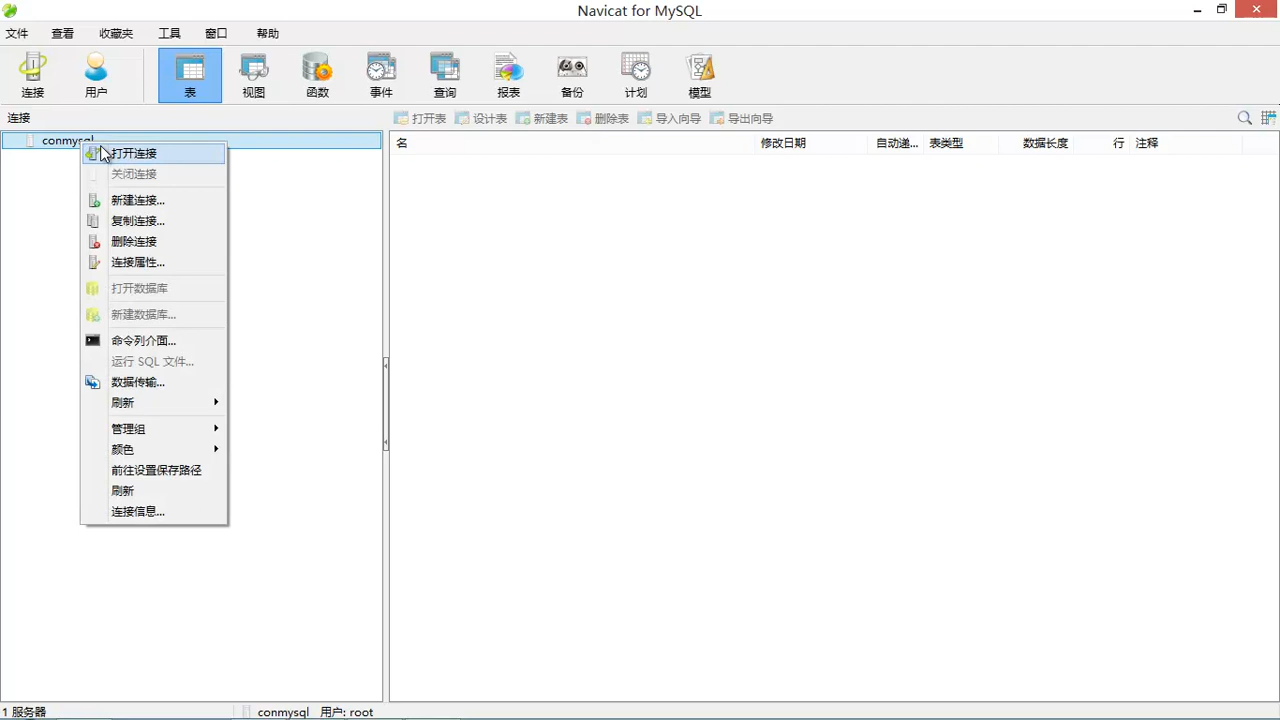 Navicat for MySQL
文件 查看 收藏夹 工具 窗口 帮助
连接 用户 表 视图 函数 事件 查询 报表 备份 计划 模型
连接
打开表 设计表 新建表 删除表 导入向导 导出向导
conmysql
名 修改日期 自动递... 表类型 数据长度 行 注释
打开连接
关闭连接
新建连接...
复制连接...
删除连接
连接属性...
打开数据库
新建数据库...
命令列介面...
运行 SQL 文件...
数据传输...
刷新
管理组
颜色
前往设置保存路径
刷新
连接信息...
1 服务器 conmysql 用户: root